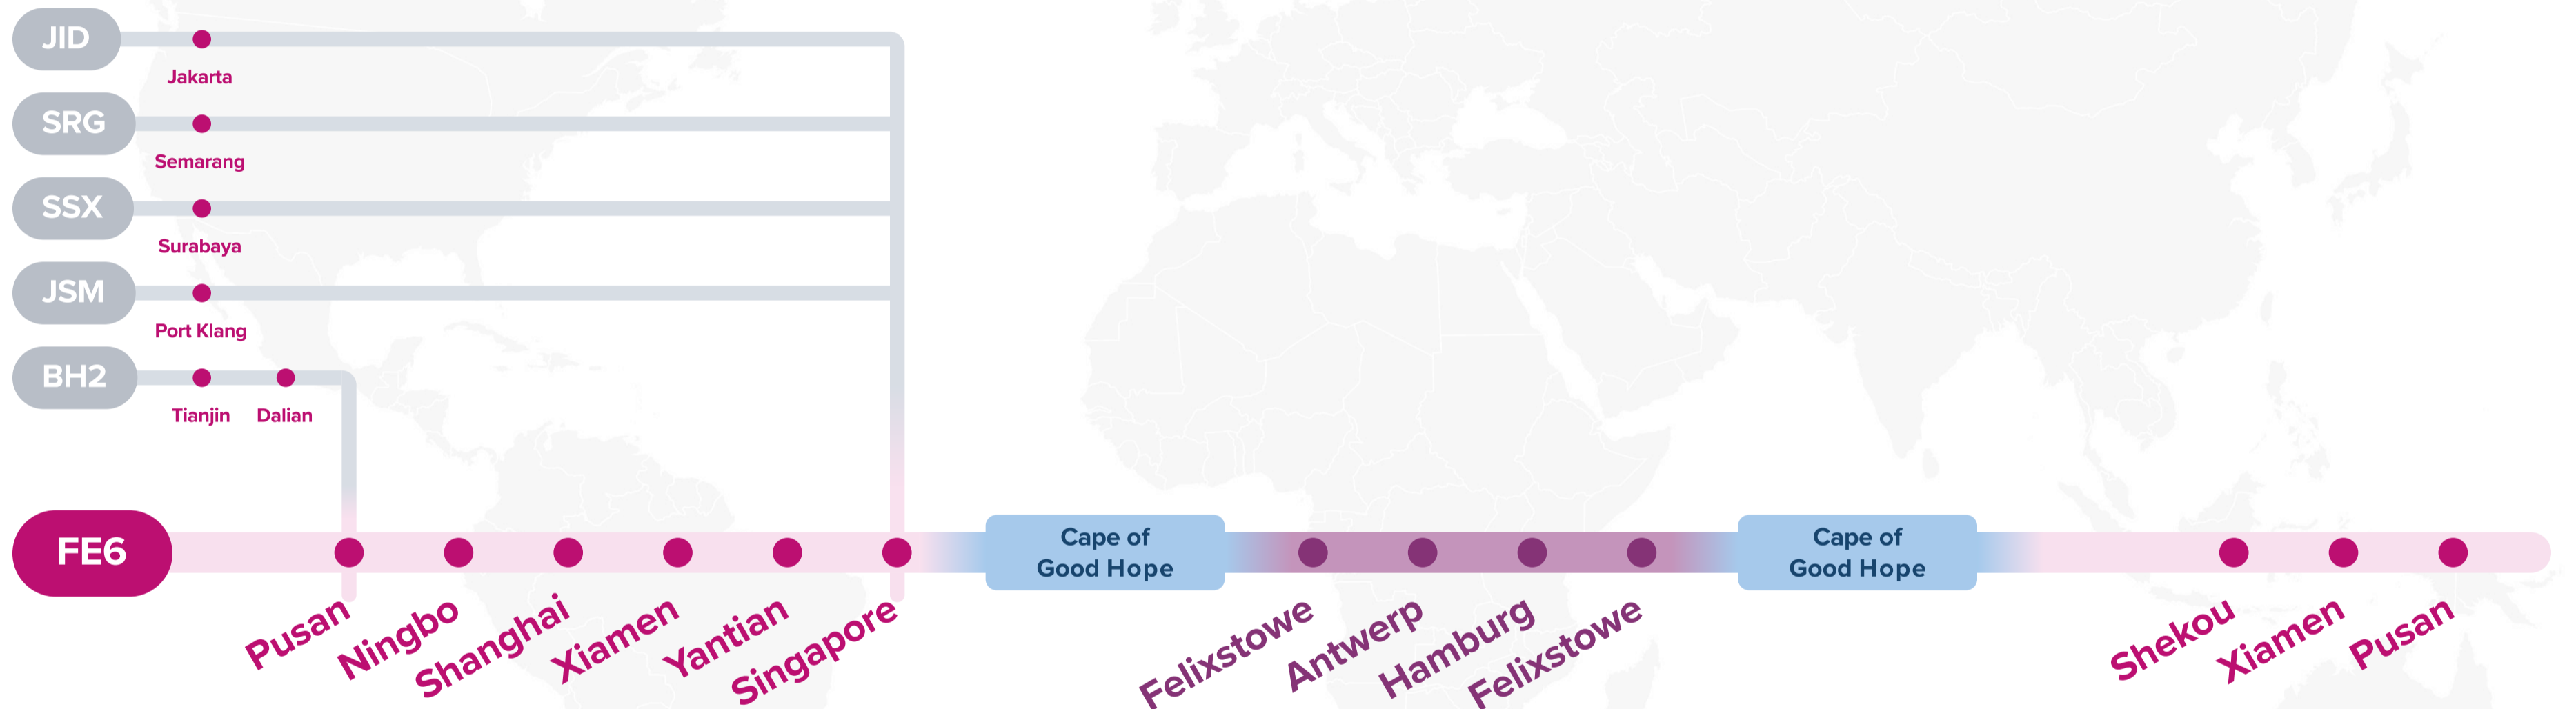 JID
Jakarta
SRG
Semarang
SSX
Surabaya
JSM
Port Klang
BH2
Tianjin
Dalian
FE6
Cape of
Good Hope
Cape of
Good Hope
Pusan
Ningbo
Shanghai
Xiamen
Yantian
Singapore
Felixstowe
Antwerp
Hamburg
Felixstowe
Shekou
Xiamen
Pusan